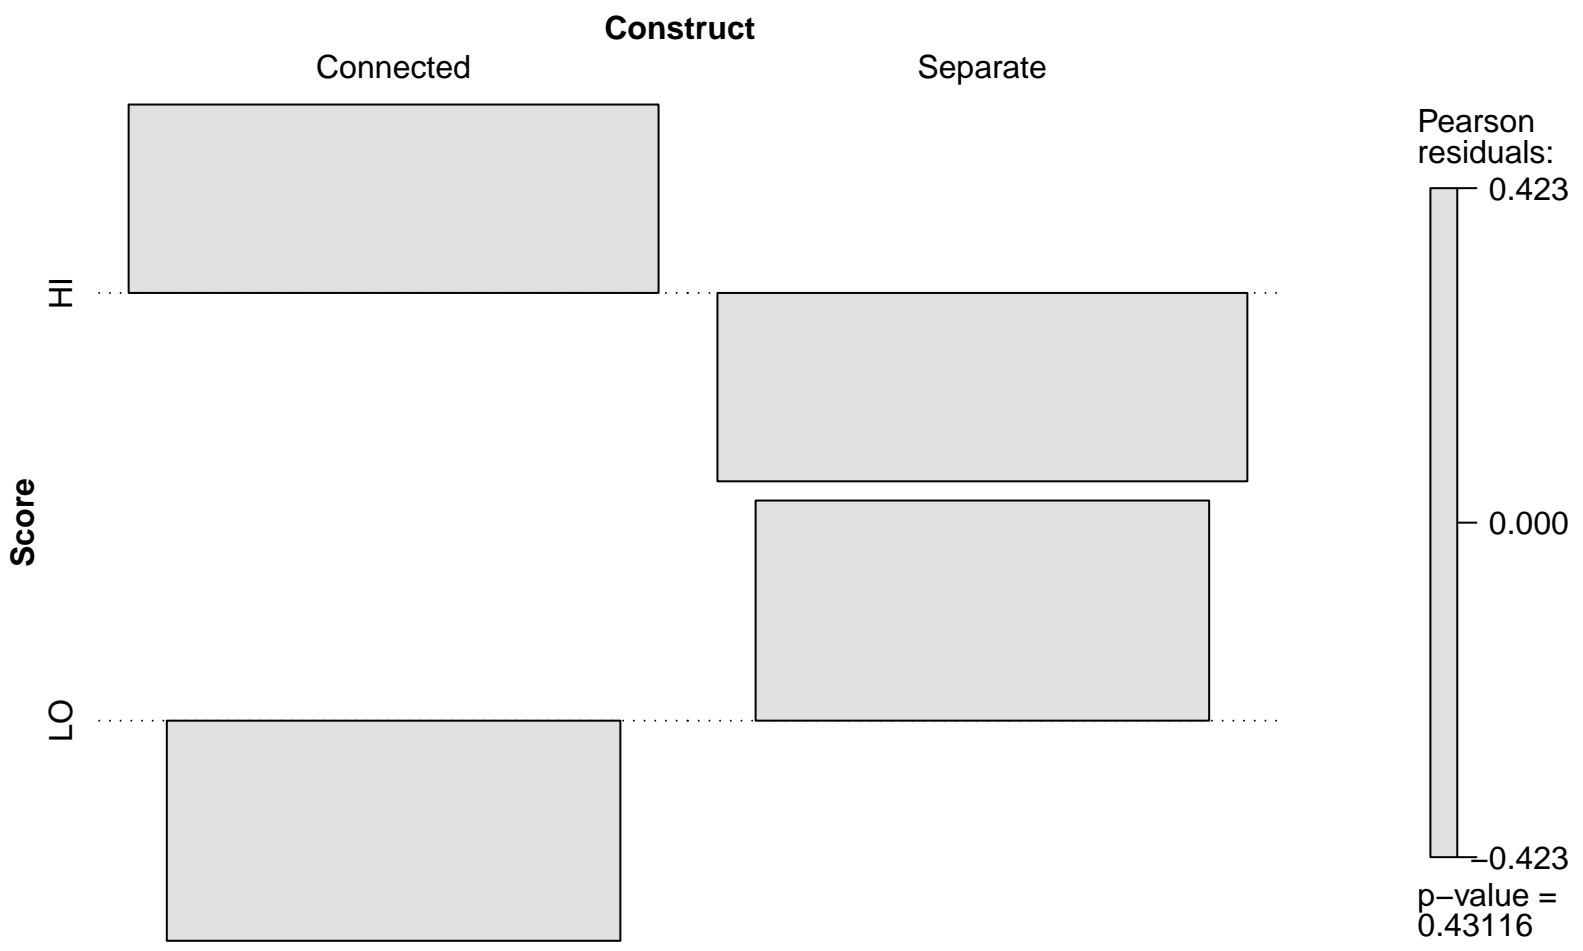 Construct
Connected
Separate
Score
HI
LO
Pearson
residuals:
0.423
0.000
−0.423
p−value =
0.43116